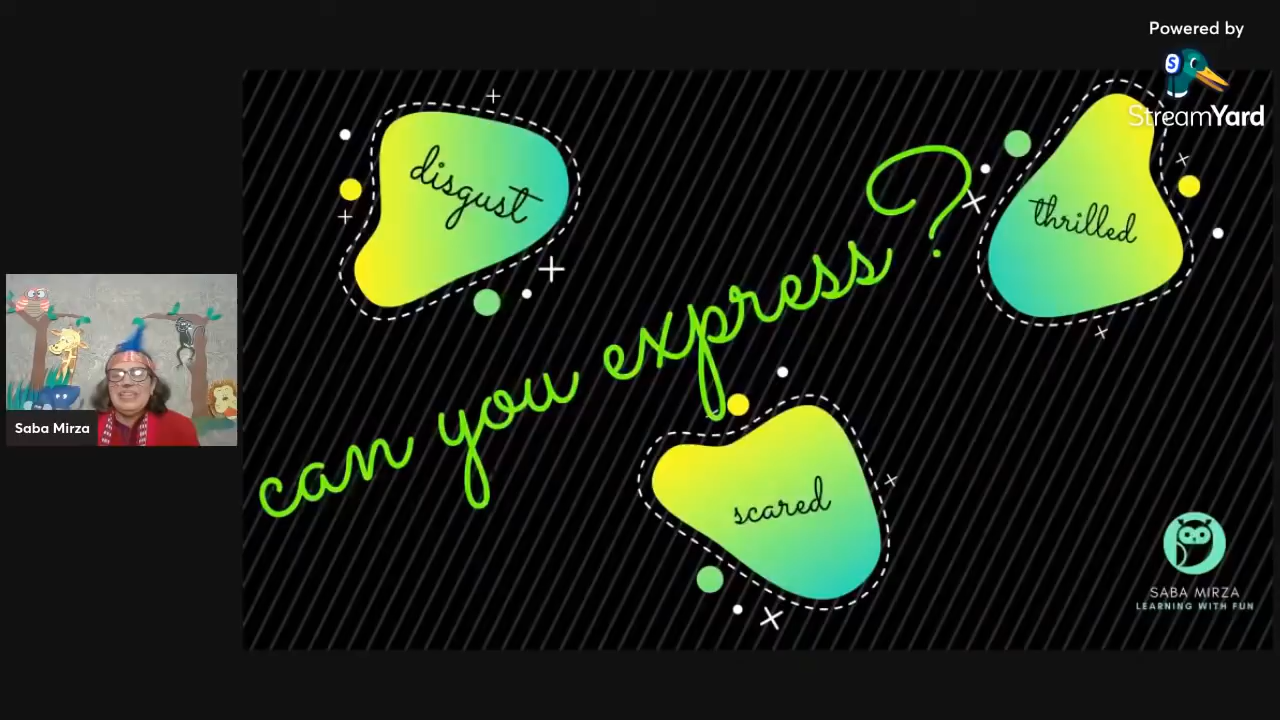 Powered by
StreamYard
disgust
thrilled
can you express ?
scared
Saba Mirza
SABA MIRZA
LEARNING WITH FUN